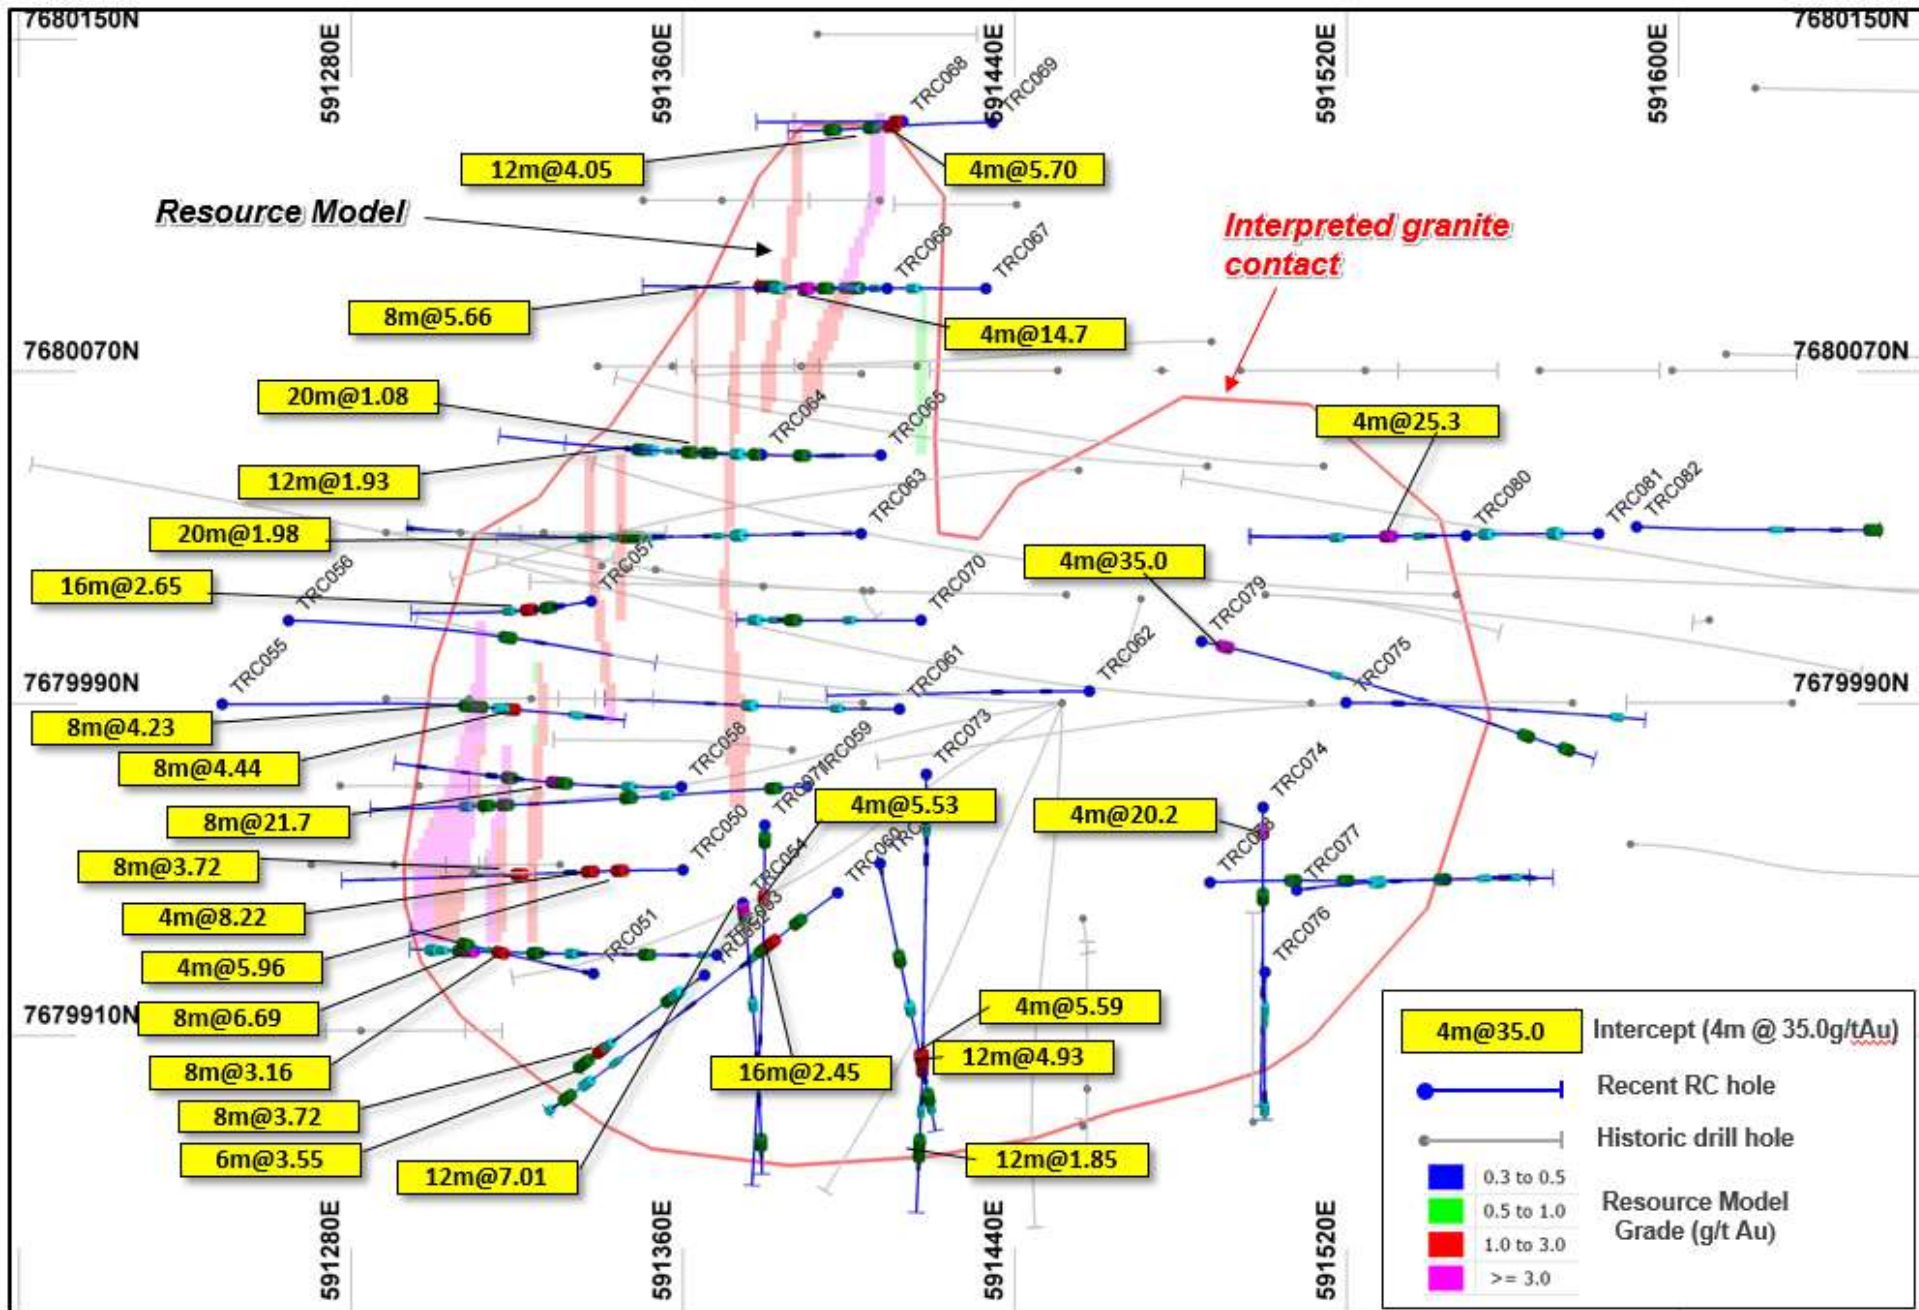 7680150N
7680150N
591280E
591360E
591440E
591520E
591600E
TRC068
TRC069
12m@4.05
4m@5.70
Resource Model
Interpreted granite
contact
TRC066
TRC067
8m@5.66
4m@14.7
7680070N
7680070N
20m@1.08
TRC064
TRC065
4m@25.3
12m@1.93
TRC063
TRC080
TRC081
TRC082
20m@1.98
TRC056
TRC057
4m@35.0
16m@2.65
TRC070
TRC079
TRC055
TRC061
TRC062
TRC075
7679990N
7679990N
8m@4.23
8m@4.44
TRC058
TRC059
TRC073
TRC071
TRC074
8m@21.7
TRC050
4m@5.53
4m@20.2
8m@3.72
TRC054
TRC060
TRC077
4m@8.22
TRC051
TRC076
4m@5.96
8m@6.69
7679910N
4m@5.59
8m@3.16
16m@2.45
12m@4.93
8m@3.72
6m@3.55
12m@7.01
12m@1.85
591280E
591360E
591440E
591520E
4m@35.0
Intercept (4m @ 35.0g/tAu)
Recent RC hole
Historic drill hole
0.3 to 0.5
0.5 to 1.0
1.0 to 3.0
>= 3.0
Resource Model
Grade (g/t Au)